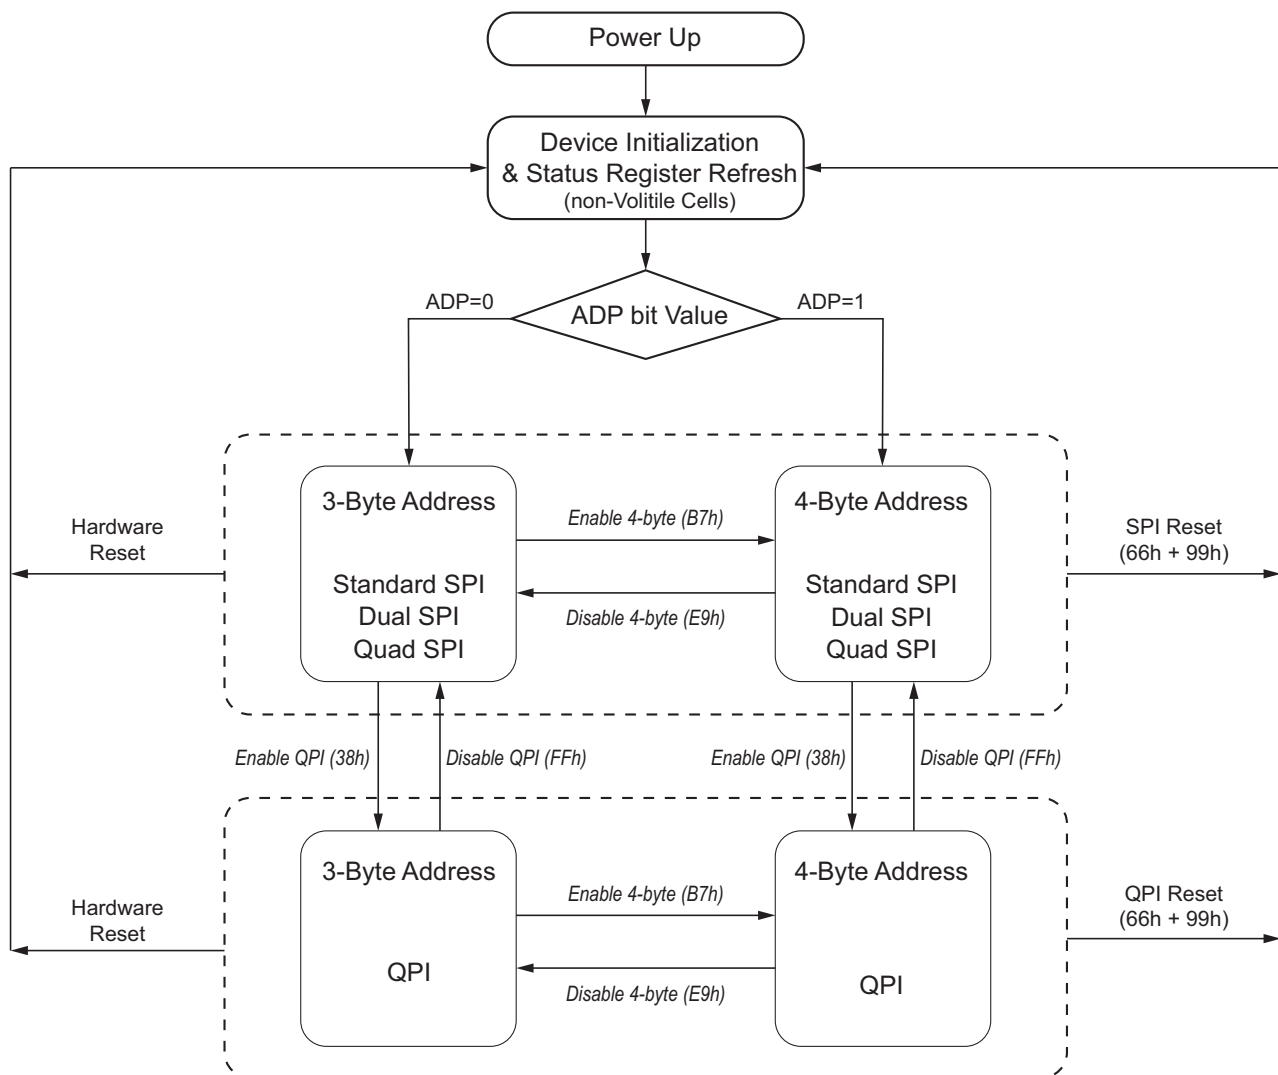 Power Up
Device Initialization
& Status Register Refresh
(non-Volitile Cells)
ADP=0
ADP bit Value
ADP=1
3-Byte Address
Standard SPI
Dual SPI
Quad SPI
Enable 4-byte (B7h)
Disable 4-byte (E9h)
4-Byte Address
Standard SPI
Dual SPI
Quad SPI
Hardware
Reset
SPI Reset
(66h + 99h)
Enable QPI (38h)
Disable QPI (FFh)
Enable QPI (38h)
Disable QPI (FFh)
3-Byte Address
QPI
Enable 4-byte (B7h)
Disable 4-byte (E9h)
4-Byte Address
QPI
Hardware
Reset
QPI Reset
(66h + 99h)